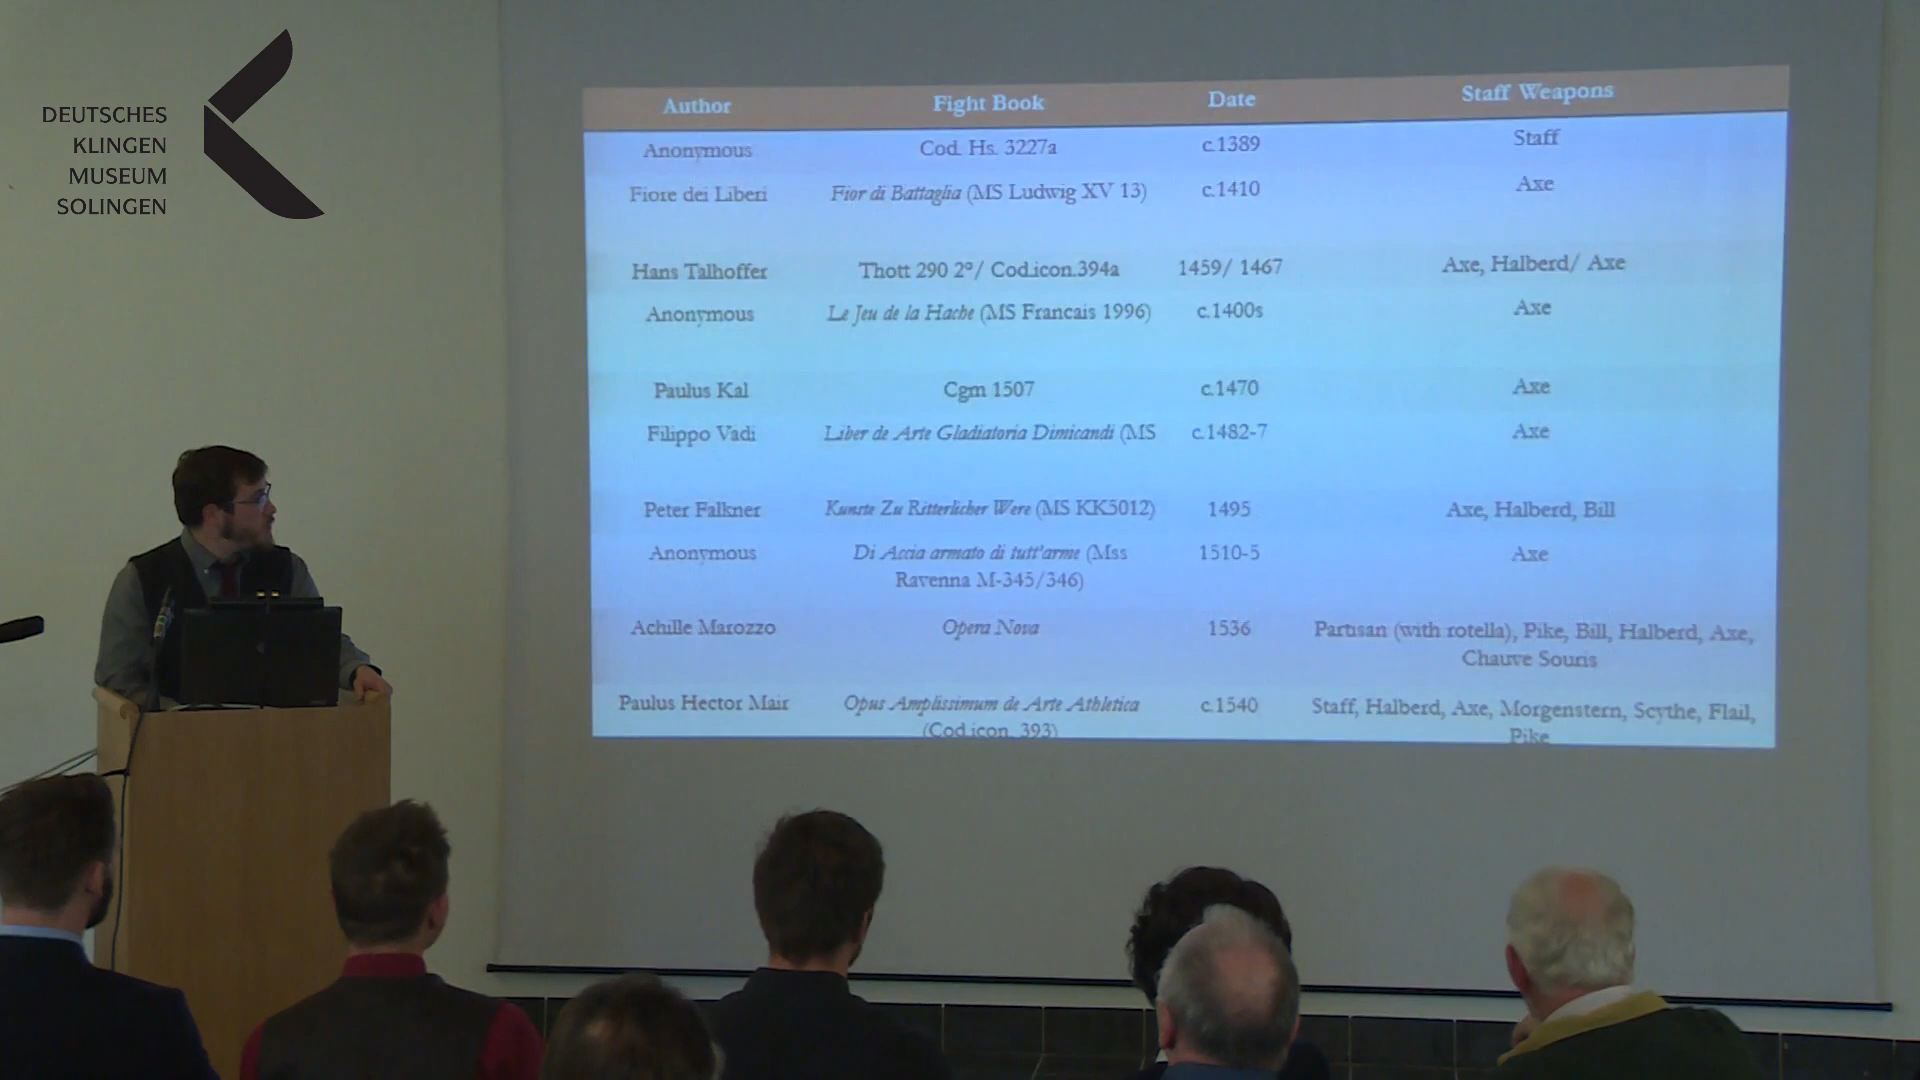 DEUTSCHES
KLINGEN
MUSEUM
SOLINGEN
Author Fight Book Date Staff Weapons
Anonymous Cod. Hs. 3227a c.1389 Staff
Fiore dei Liberi Fior di Battaglia (MS Ludwig XV 13) c.1410 Axe
Hans Talhoffer Thott 290 2º/ Cod.icon.394a 1459/ 1467 Axe, Halberd/ Axe
Anonymous Le Jeu de la Hache (MS Francais 1996) c.1400s Axe
Paulus Kal Cgm 1507 c.1470 Axe
Filippo Vadi Liber de Arte Gladiatoria Dimicandi (MS c.1482-7 Axe
Peter Falkner Kunste Zu Ritterlicher Were (MS KK5012) 1495 Axe, Halberd, Bill
Anonymous Di Accia armato di tutt'arme (Mss 1510-5 Axe
Ravenna M-345/346)
Achille Marozzo Opera Nova 1536 Partisan (with rotella), Pike, Bill, Halberd, Axe,
Chauve Souris
Paulus Hector Mair Opus Amplissimum de Arte Athletica c.1540 Staff, Halberd, Axe, Morgenstern, Scythe, Flail,
(Cod.icon. 393) Pike